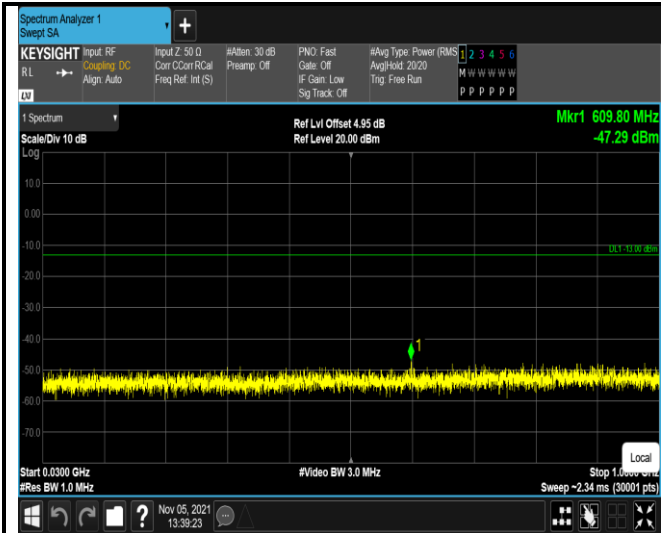 Spectrum Analyzer 1
Swept SA
+
KEYSIGHT
RL
LXI
Input: RF
Coupling: DC
Align: Auto
Input Z: 50 Ω
Corr CCorr RCal
Freq Ref: Int (S)
#Atten: 30 dB
Preamp: Off
PNO: Fast
Gate: Off
IF Gain: Low
Sig Track: Off
#Avg Type: Power (RMS
Avg|Hold: 20/20
Trig: Free Run
1 2 3 4 5 6
M W W W W W
P P P P P P
1 Spectrum
Scale/Div 10 dB
Log
Ref Lvl Offset 4.95 dB
Ref Level 20.00 dBm
Mkr1 609.80 MHz
-47.29 dBm
10.0
0.00
-10.0
DL1 -13.00 dBm
-20.0
-30.0
-40.0
1
-50.0
-60.0
-70.0
Local
Start 0.0300 GHz
#Video BW 3.0 MHz
Stop 1.0000 GHz
#Res BW 1.0 MHz
Sweep ~2.34 ms (30001 pts)
?
Nov 05, 2021
13:39:23